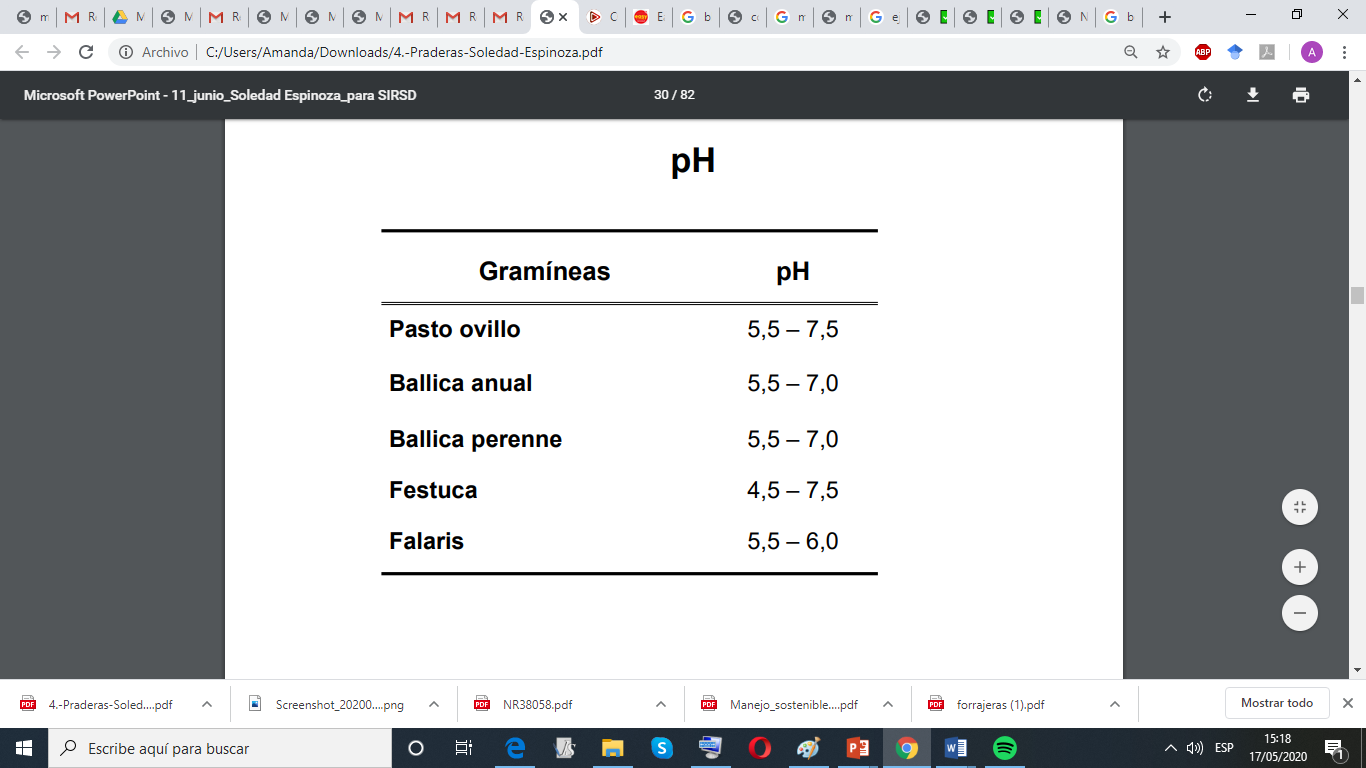 m R M M R M M M R R R C E b c m m e N b
Archivo C:/Users/Amanda/Downloads/4.-Praderas-Soledad-Espinoza.pdf ABP A
Microsoft PowerPoint - 11_junio_Soledad Espinoza_para SIRSD 30 / 82
pH
Gramíneas pH
Pasto ovillo 5,5 – 7,5
Ballica anual 5,5 – 7,0
Ballica perenne 5,5 – 7,0
Festuca 4,5 – 7,5
Falaris 5,5 – 6,0
4.-Praderas-Soled....pdf Screenshot_20200....png NR38058.pdf Manejo_sostenible....pdf forrajeras (1).pdf Mostrar todo
Escribe aquí para buscar ESP 15:18
17/05/2020 1